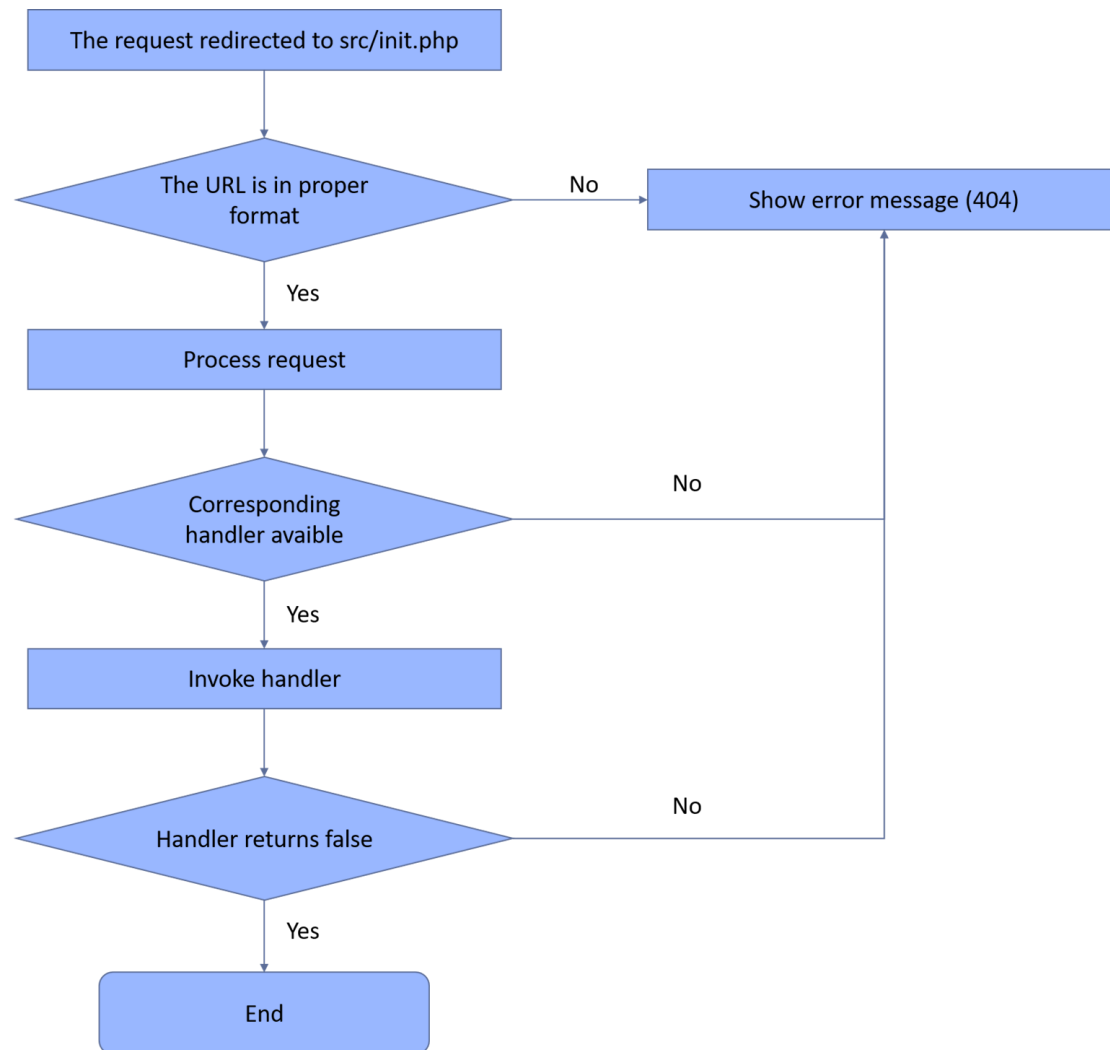 The request redirected to src/init.php
The URL is in proper
format
No
Show error message (404)
Yes
Process request
Corresponding
handler avaible
No
Yes
Invoke handler
Handler returns false
No
Yes
End